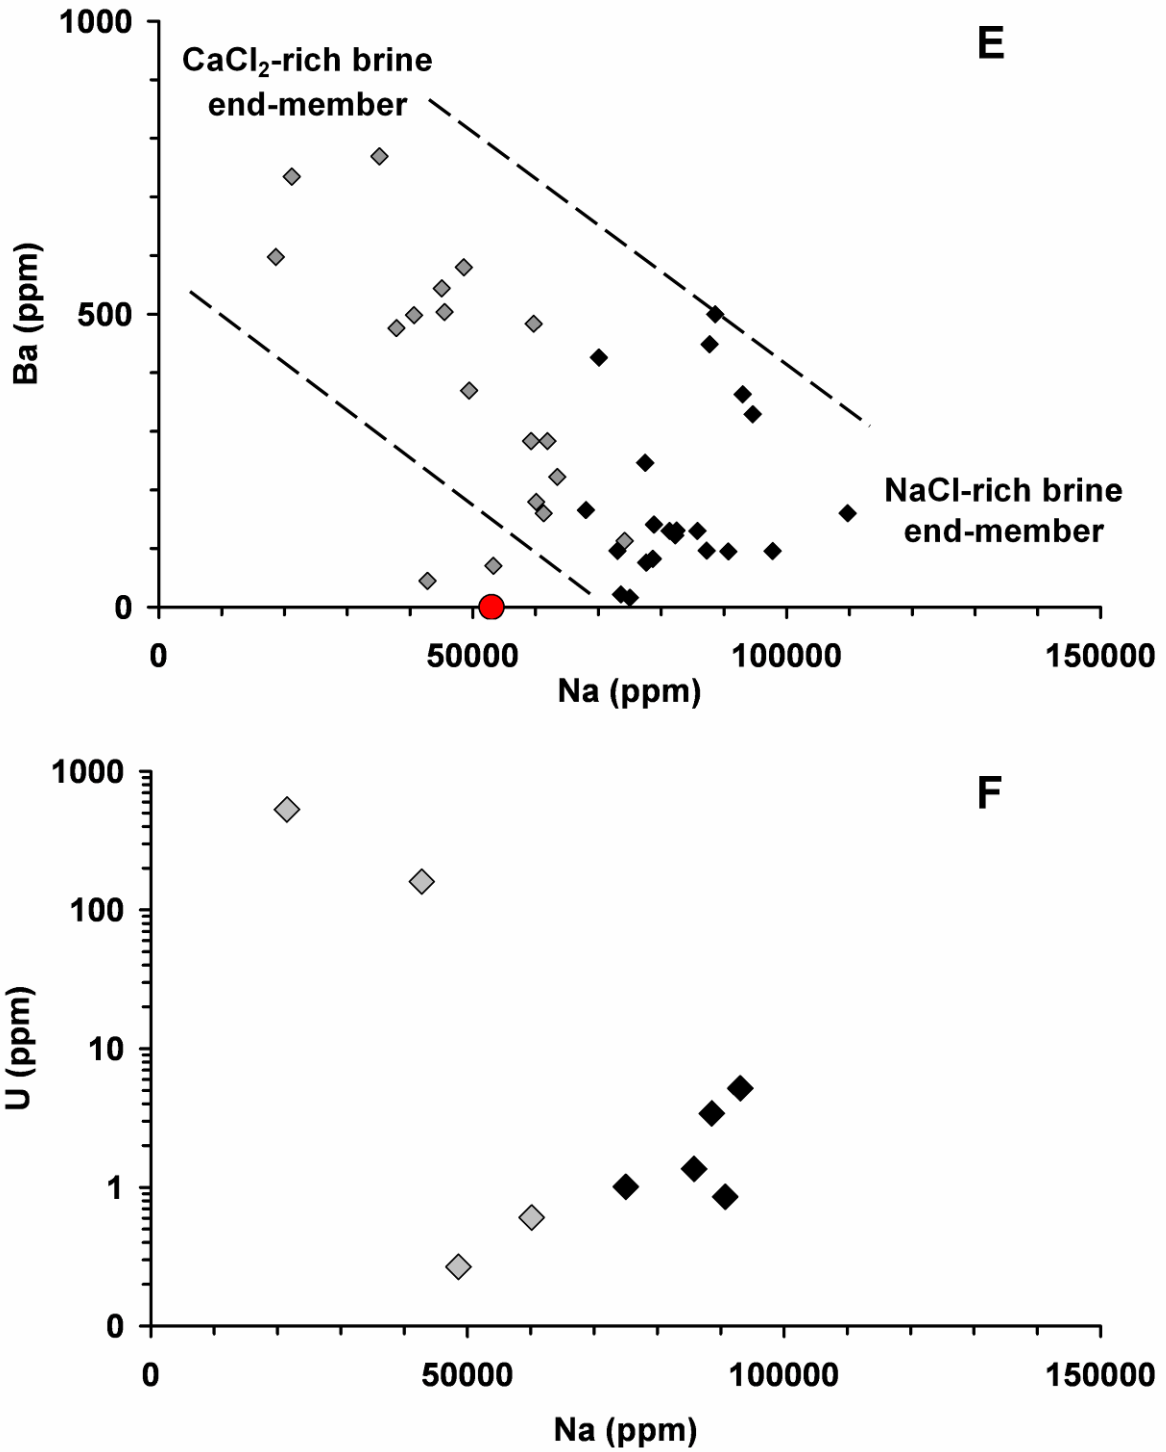 1000
E
CaCl₂-rich brine
end-member
Ba (ppm)
500
NaCl-rich brine
end-member
0
0 50000 100000 150000
Na (ppm)
1000
F
100
U (ppm)
10
1
0
0 50000 100000 150000
Na (ppm)